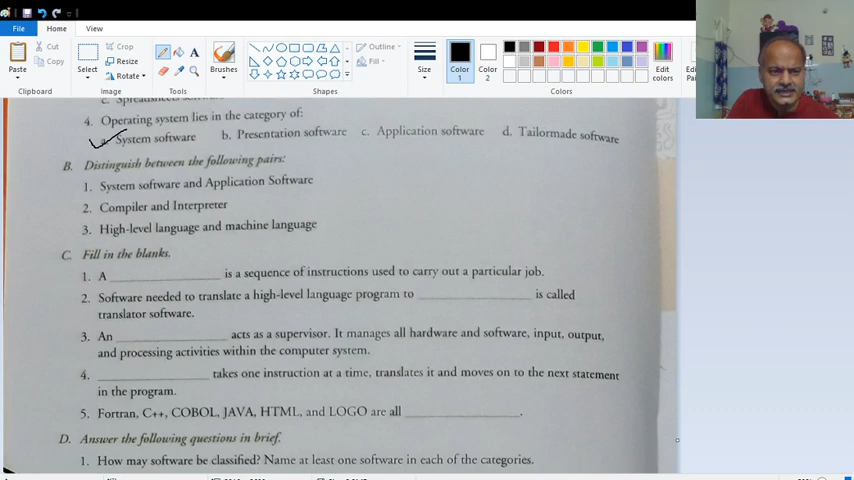 File
Home
View
Cut
Copy
Paste
Clipboard
Crop
Resize
Rotate
Select
Image
A
Tools
Brushes
Outline
Fill
Shapes
Size
Color 1
Color 2
Colors
Edit colors
Edit
c. Spreadsheets
4. Operating system lies in the category of:
a. System software b. Presentation software c. Application software d. Tailormade software
B. Distinguish between the following pairs:
1. System software and Application Software
2. Compiler and Interpreter
3. High-level language and machine language
C. Fill in the blanks.
1. A ____________ is a sequence of instructions used to carry out a particular job.
2. Software needed to translate a high-level language program to ____________ is called
translator software.
3. An ____________ acts as a supervisor. It manages all hardware and software, input, output,
and processing activities within the computer system.
4. ____________ takes one instruction at a time, translates it and moves on to the next statement
in the program.
5. Fortran, C++, COBOL, JAVA, HTML, and LOGO are all ____________.
D. Answer the following questions in brief.
1. How may software be classified? Name at least one software in each of the categories.